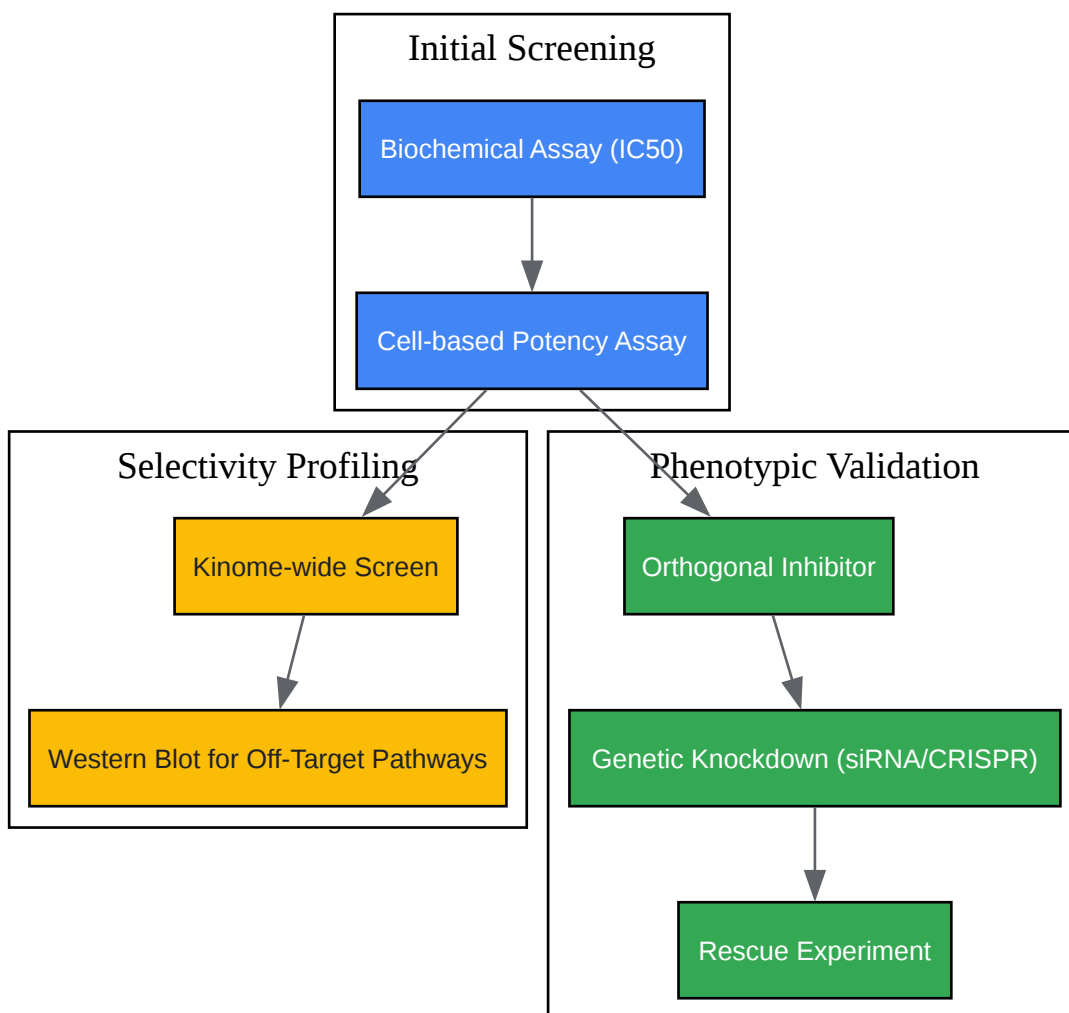 Initial Screening
Biochemical Assay (IC50)
Cell-based Potency Assay
Selectivity Profiling
Kinome-wide Screen
Western Blot for Off-Target Pathways
Phenotypic Validation
Orthogonal Inhibitor
Genetic Knockdown (siRNA/CRISPR)
Rescue Experiment